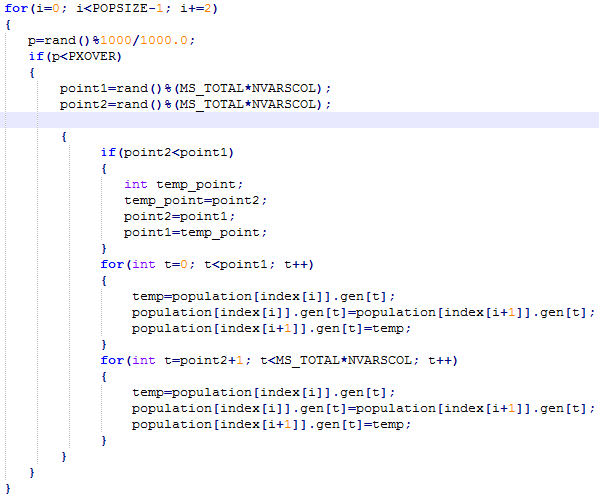 for(i=0; i<POPSIZE-1; i+=2)
{
p=rand()%1000/1000.0;
if(p<PXOVER)
{
point1=rand()%(MS_TOTAL*NVARSCOL);
point2=rand()%(MS_TOTAL*NVARSCOL);
{
if(point2<point1)
{
int temp_point;
temp_point=point2;
point2=point1;
point1=temp_point;
}
for(int t=0; t<point1; t++)
{
temp=population[index[i]].gen[t];
population[index[i]].gen[t]=population[index[i+1]].gen[t];
population[index[i+1]].gen[t]=temp;
}
for(int t=point2+1; t<MS_TOTAL*NVARSCOL; t++)
{
temp=population[index[i]].gen[t];
population[index[i]].gen[t]=population[index[i+1]].gen[t];
population[index[i+1]].gen[t]=temp;
}
}
}
}